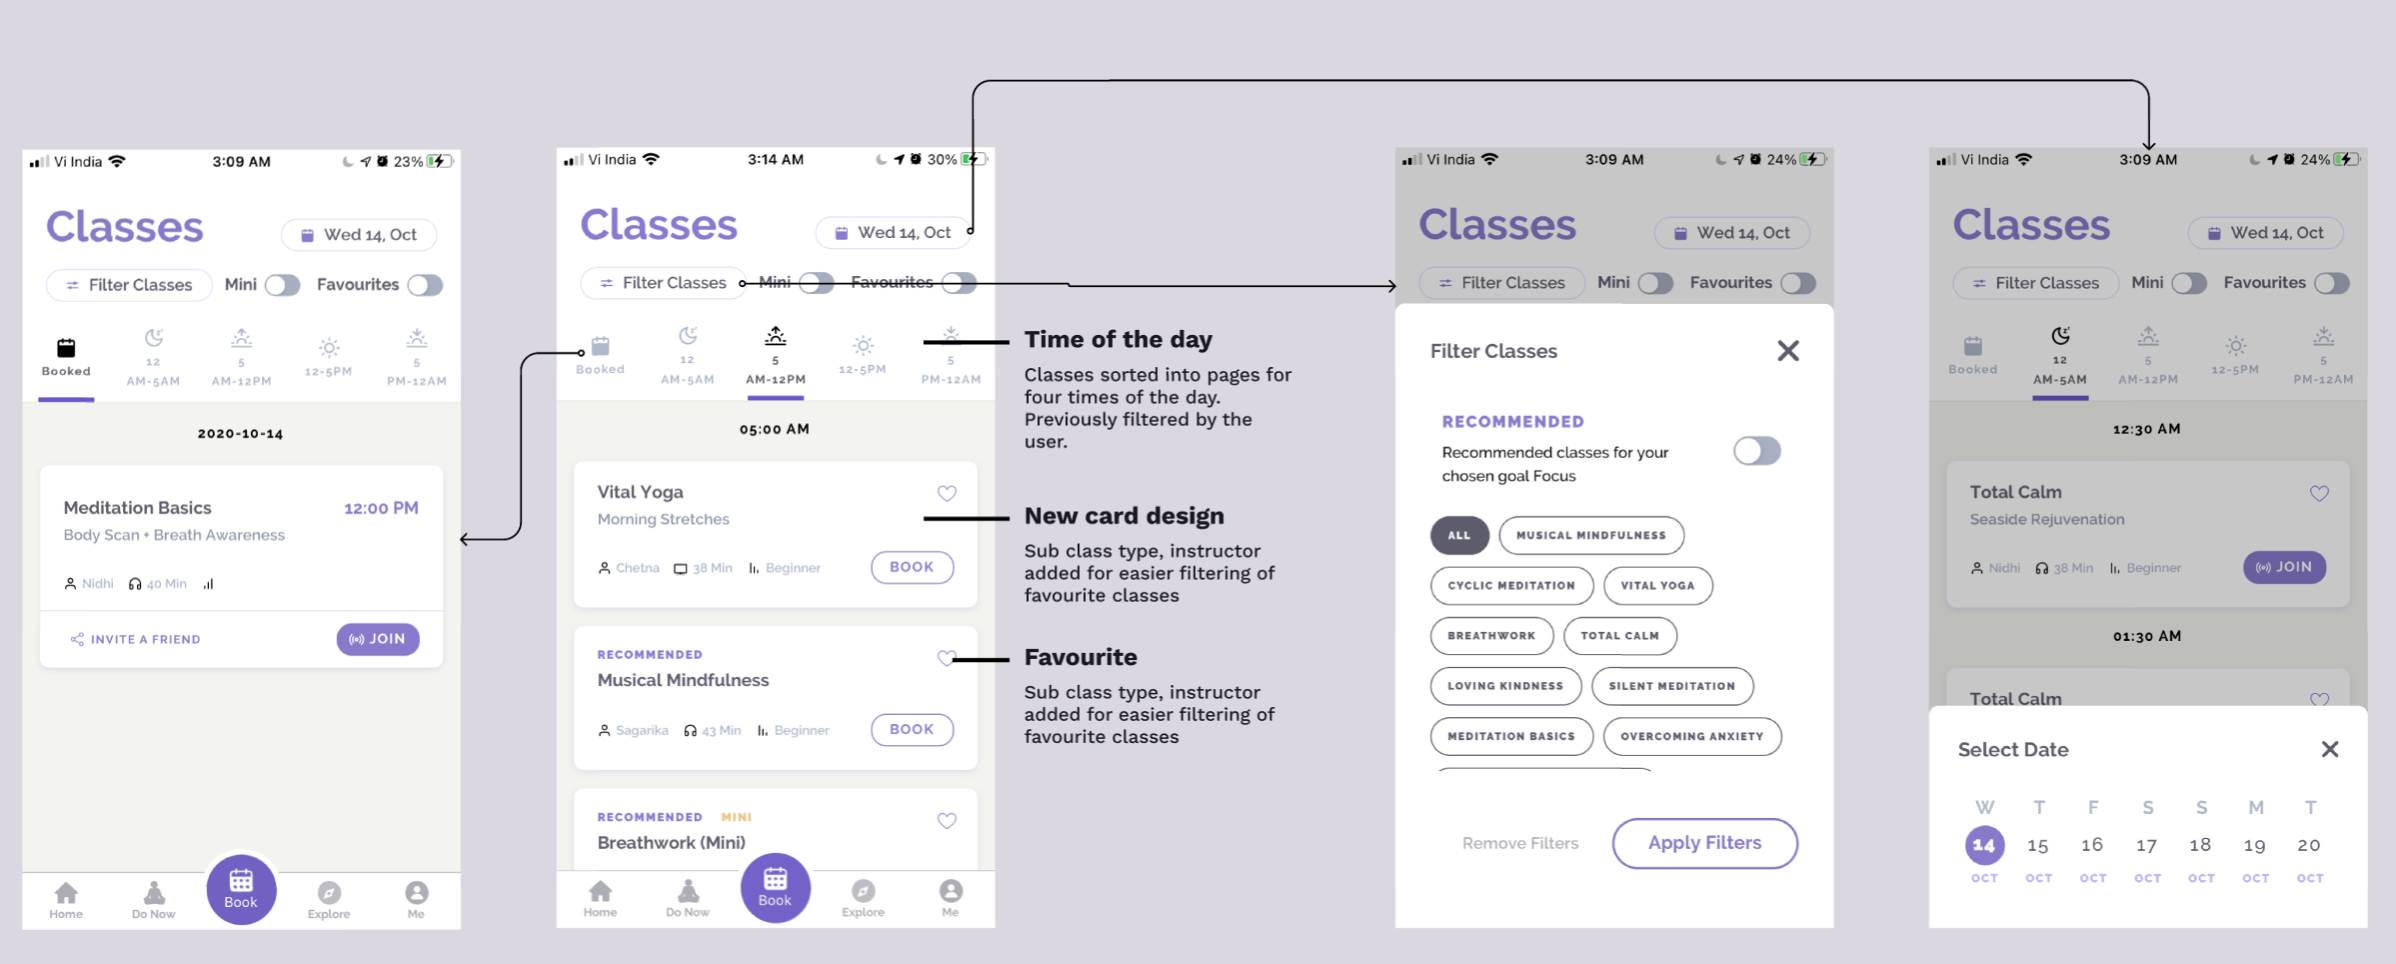 Vi India
3:09 AM
23%
Classes
Wed 14, Oct
Filter Classes
Mini
Favourites
Booked
12
AM-5AM
5
AM-12PM
12-5PM
5
PM-12AM
2020-10-14
Meditation Basics
12:00 PM
Body Scan + Breath Awareness
Nidhi
40 Min
INVITE A FRIEND
JOIN
Home
Do Now
Book
Explore
Me
Vi India
3:14 AM
30%
Classes
Wed 14, Oct
Filter Classes
Mini
Favourites
Booked
12
AM-5AM
5
AM-12PM
12-5PM
5
PM-12AM
05:00 AM
Vital Yoga
Morning Stretches
Chetna
38 Min
Beginner
BOOK
RECOMMENDED
Musical Mindfulness
Sagarika
43 Min
Beginner
BOOK
RECOMMENDED
MINI
Breathwork (Mini)
Home
Do Now
Book
Explore
Me
Time of the day
Classes sorted into pages for
four times of the day.
Previously filtered by the
user.
New card design
Sub class type, instructor
added for easier filtering of
favourite classes
Favourite
Sub class type, instructor
added for easier filtering of
favourite classes
Vi India
3:09 AM
24%
Classes
Wed 14, Oct
Filter Classes
Mini
Favourites
Filter Classes
RECOMMENDED
Recommended classes for your
chosen goal Focus
ALL
MUSICAL MINDFULNESS
CYCLIC MEDITATION
VITAL YOGA
BREATHWORK
TOTAL CALM
LOVING KINDNESS
SILENT MEDITATION
MEDITATION BASICS
OVERCOMING ANXIETY
Remove Filters
Apply Filters
Vi India
3:09 AM
24%
Classes
Wed 14, Oct
Filter Classes
Mini
Favourites
Booked
12
AM-5AM
5
AM-12PM
12-5PM
5
PM-12AM
12:30 AM
Total Calm
Seaside Rejuvenation
Nidhi
38 Min
Beginner
JOIN
01:30 AM
Total Calm
Select Date
W T F S S M T
14 15 16 17 18 19 20
OCT OCT OCT OCT OCT OCT OCT